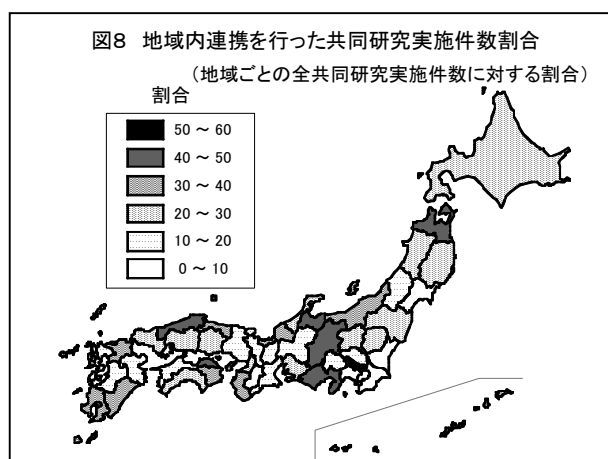 図8 地域内連携を行った共同研究実施件数割合
（地域ごとの全共同研究実施件数に対する割合）
割合
50 ～ 60
40 ～ 50
30 ～ 40
20 ～ 30
10 ～ 20
0 ～ 10